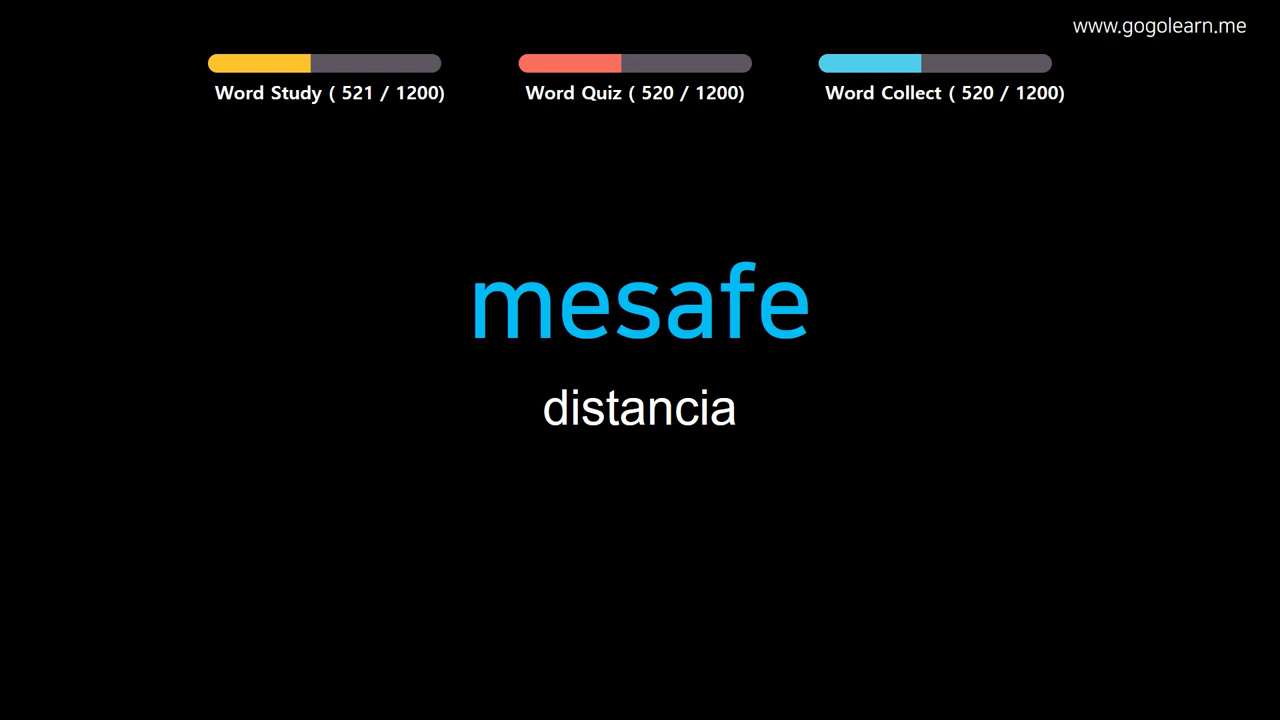 www.gogolearn.me
Word Study ( 521 / 1200)
Word Quiz ( 520 / 1200)
Word Collect ( 520 / 1200)
mesafe
distancia